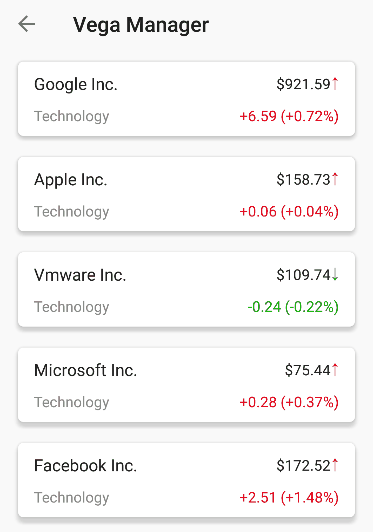 Vega Manager
Google Inc. $921.59↑
Technology +6.59 (+0.72%)
Apple Inc. $158.73↑
Technology +0.06 (+0.04%)
Vmware Inc. $109.74↓
Technology -0.24 (-0.22%)
Microsoft Inc. $75.44↑
Technology +0.28 (+0.37%)
Facebook Inc. $172.52↑
Technology +2.51 (+1.48%)